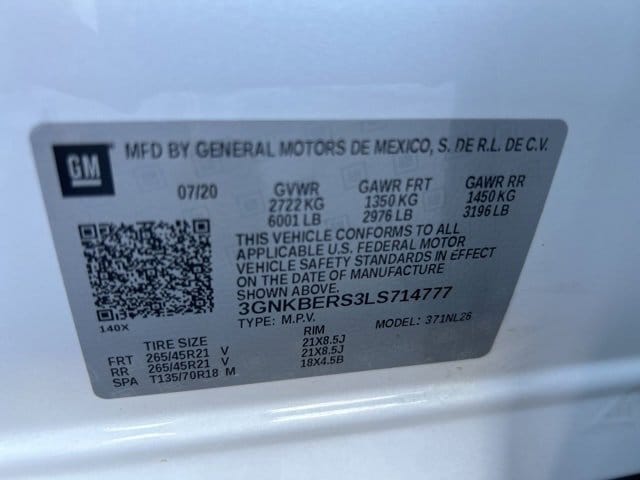 GM
MFD BY GENERAL MOTORS DE MEXICO, S. DE R.L. DE C.V.
07/20 GVWR GAWR FRT GAWR RR
2722 KG 1350 KG 1450 KG
6001 LB 2976 LB 3196 LB
THIS VEHICLE CONFORMS TO ALL
APPLICABLE U.S. FEDERAL MOTOR
VEHICLE SAFETY STANDARDS IN EFFECT
ON THE DATE OF MANUFACTURE
SHOWN ABOVE.
3GNKBERS3LS714777
140X TYPE: M.P.V. MODEL: 371NL26
TIRE SIZE RIM
FRT 265/45R21 V 21X8.5J
RR 265/45R21 V 21X8.5J
SPA T135/70R18 M 18X4.5B